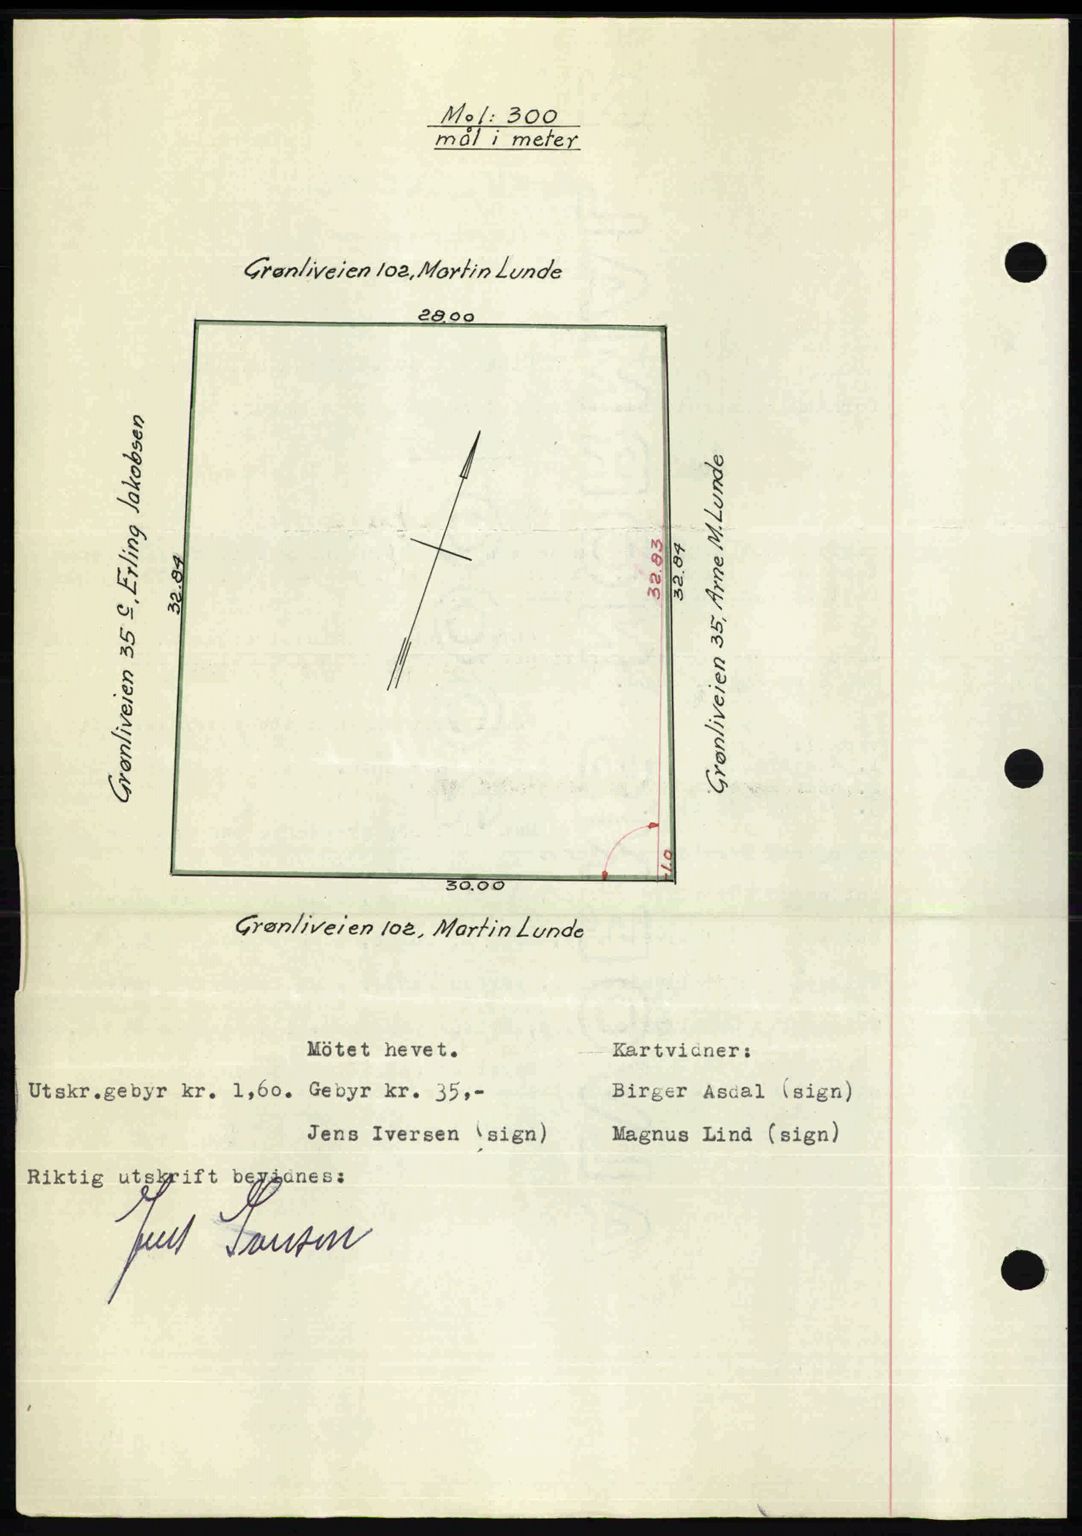 Mol: 300
mål i meter
Grønliveien 102, Martin Lunde
28.00
Grønliveien 35 c, Erling Jakobsen
32.84
32.83
32.84
Grønliveien 35, Arne M. Lunde
1.0
30.00
Grønliveien 102, Martin Lunde
Mötet hevet. Kartvidner:
Utskr.gebyr kr. 1,60. Gebyr kr. 35,- Birger Asdal (sign)
Jens Iversen (sign) Magnus Lind (sign)
Riktig utskrift bevidnes: